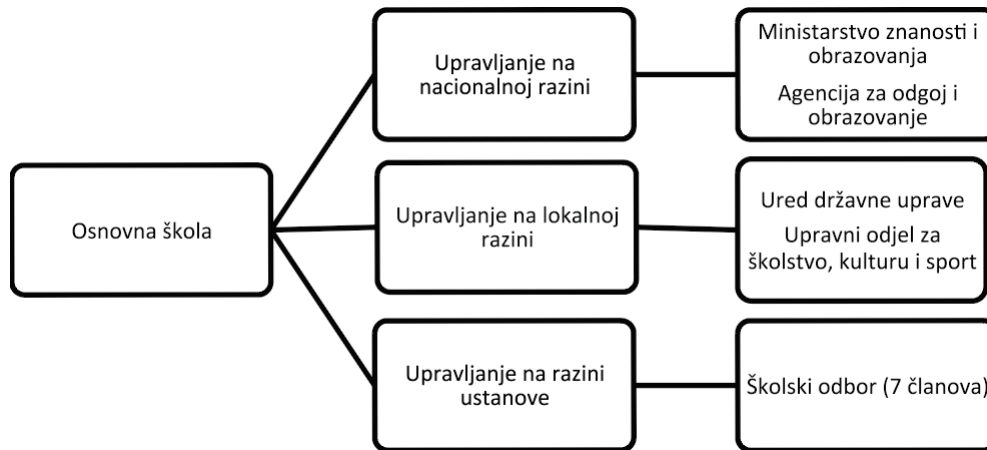 Osnovna škola
Upravljanje na
nacionalnoj razini
Ministarstvo znanosti i
obrazovanja
Agencija za odgoj i
obrazovanje
Upravljanje na lokalnoj
razini
Ured državne uprave
Upravni odjel za
školstvo, kulturu i sport
Upravljanje na razini
ustanove
Školski odbor (7 članova)